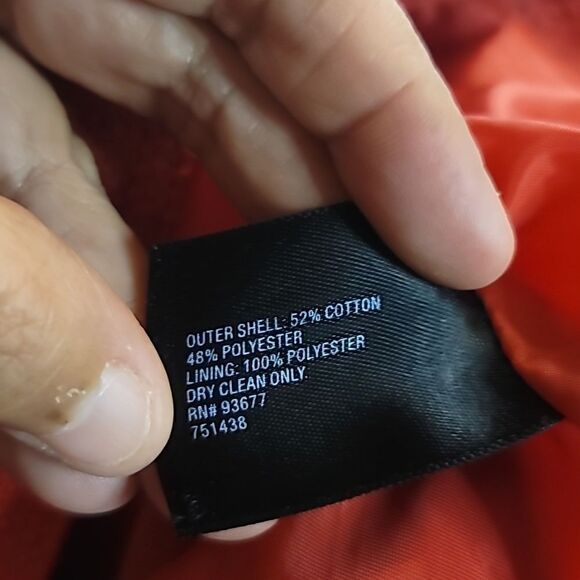 OUTER SHELL: 52% COTTON
48% POLYESTER
LINING: 100% POLYESTER
DRY CLEAN ONLY.
RN# 93677
751438